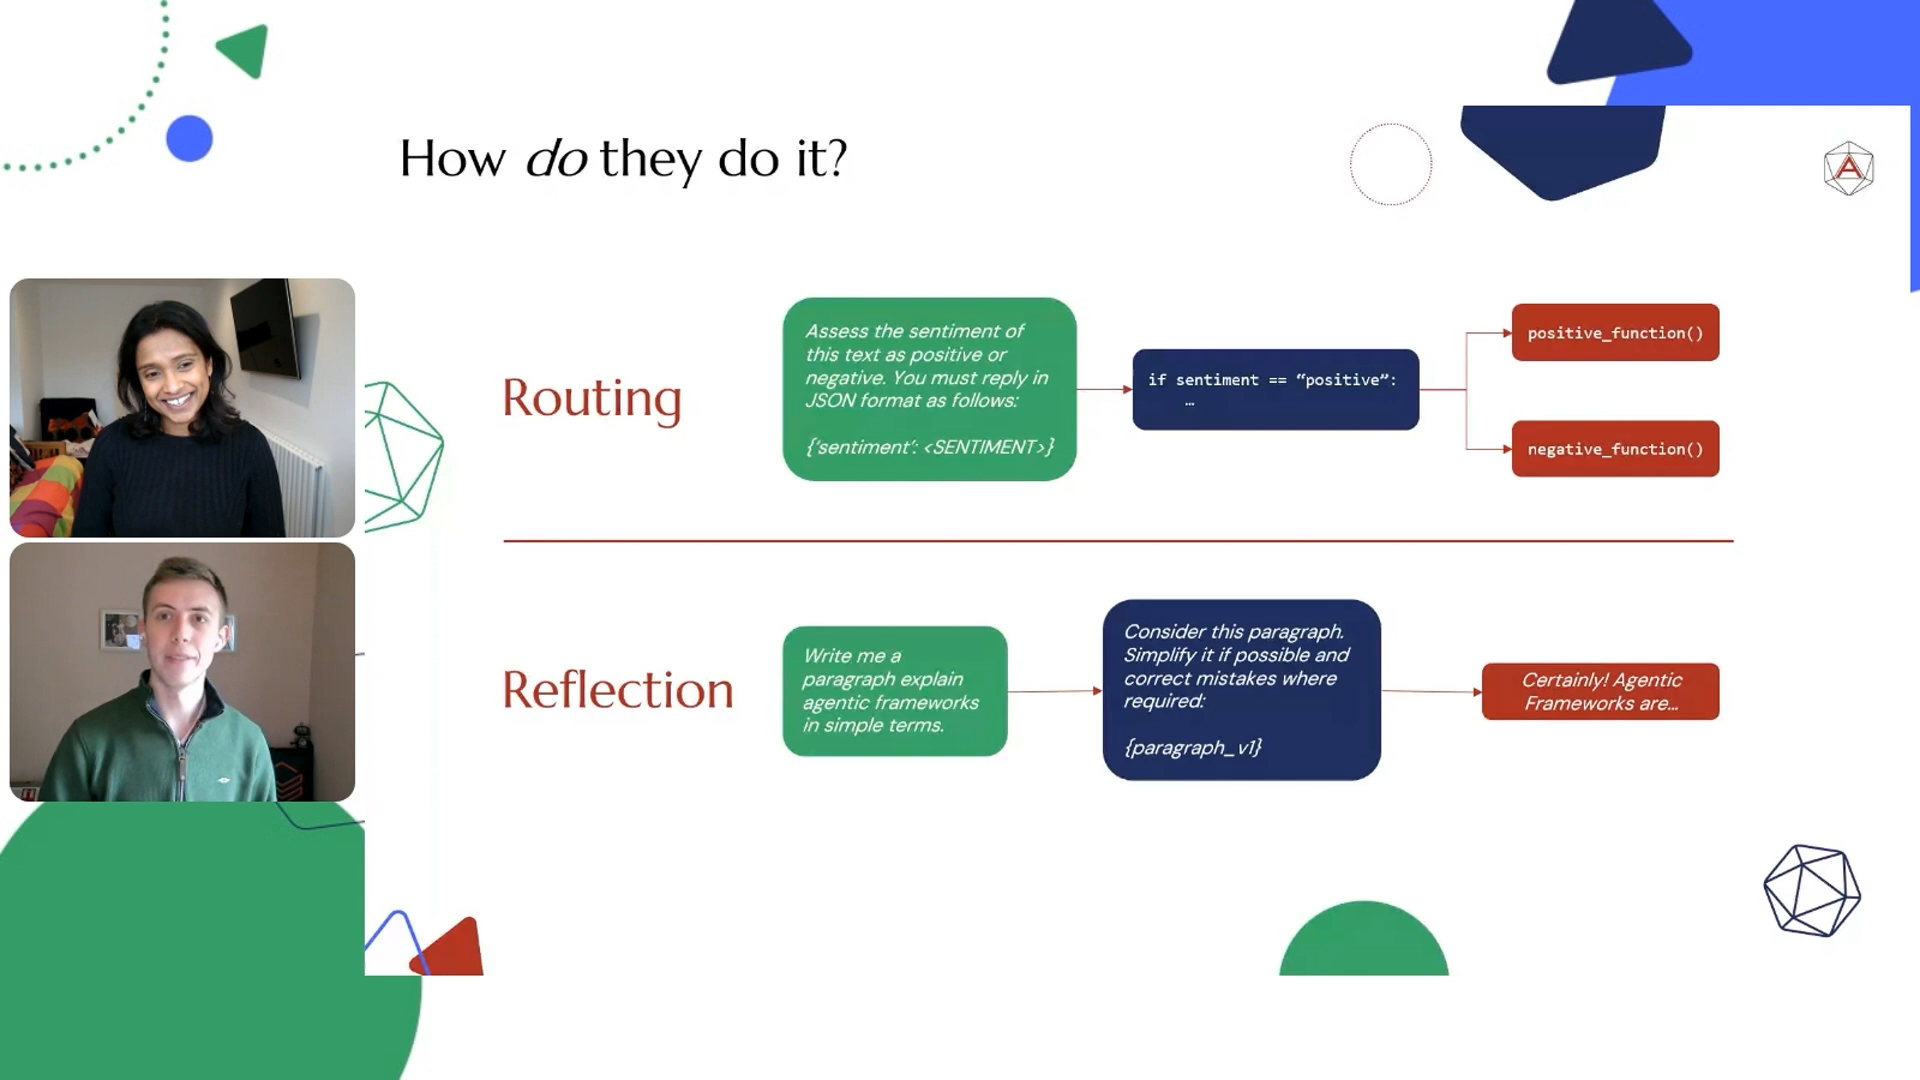 How do they do it?
A
Routing
Assess the sentiment of
this text as positive or
negative. You must reply in
JSON format as follows:
{‘sentiment’: <SENTIMENT>}
if sentiment == “positive”:
…
positive_function()
negative_function()
Reflection
Write me a
paragraph explain
agentic frameworks
in simple terms.
Consider this paragraph.
Simplify it if possible and
correct mistakes where
required:
{paragraph_v1}
Certainly! Agentic
Frameworks are…